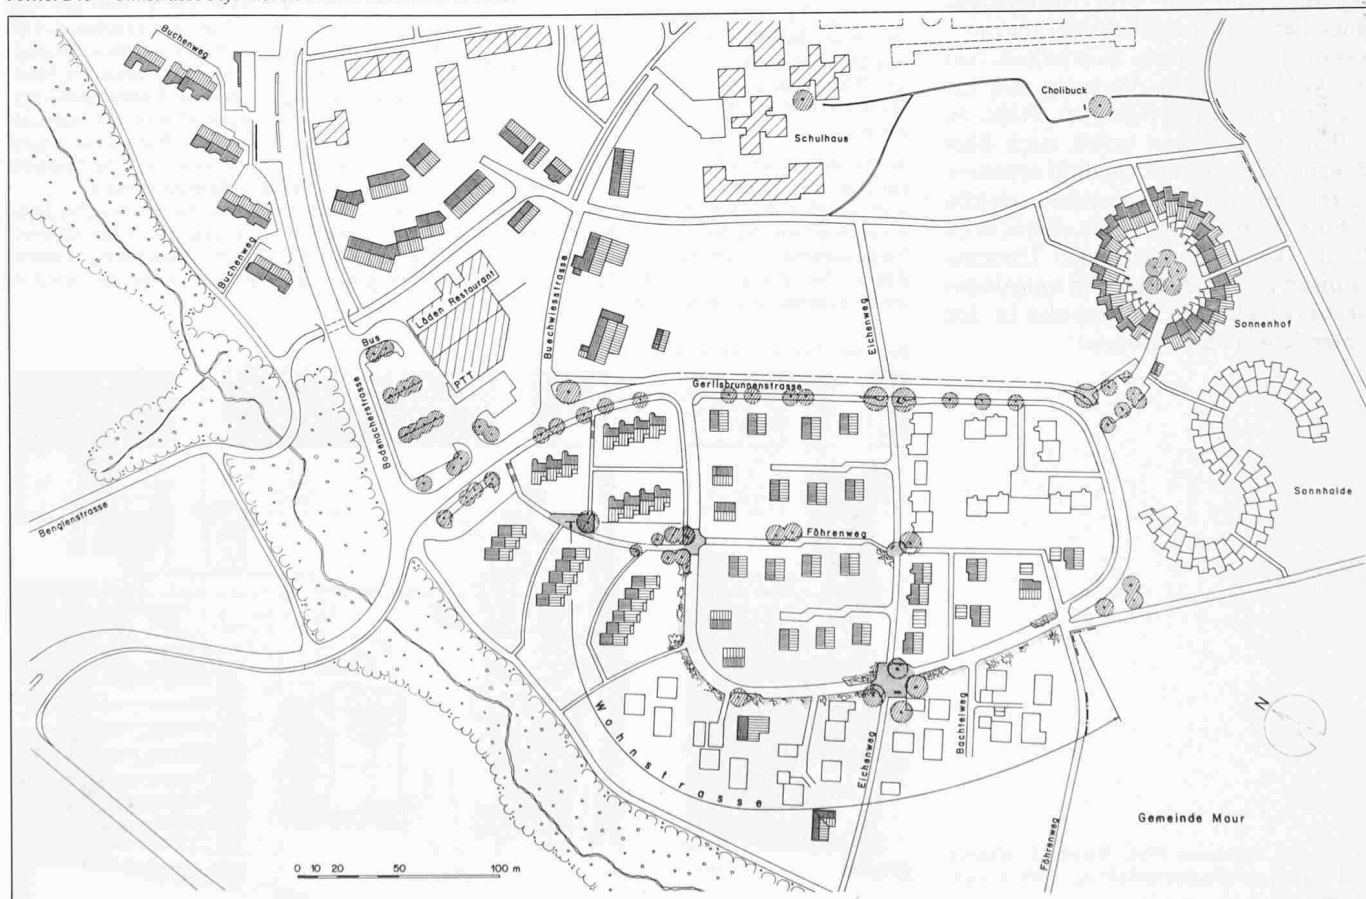 Buchenweg
Cholibuck
Schulhaus
Buchenweg
Läden
Restaurant
Buechwiesstrasse
Eichenweg
Sonnenhof
Bus
PTT
Bodenacherstrasse
Gerlisbrunnenstrasse
Sonnhalde
Benglenstrasse
Föhrenweg
N
Wohnstrasse
Bachtelweg
Eichenweg
Gemeinde Maur
Föhrenweg
0 10 20 50 100 m